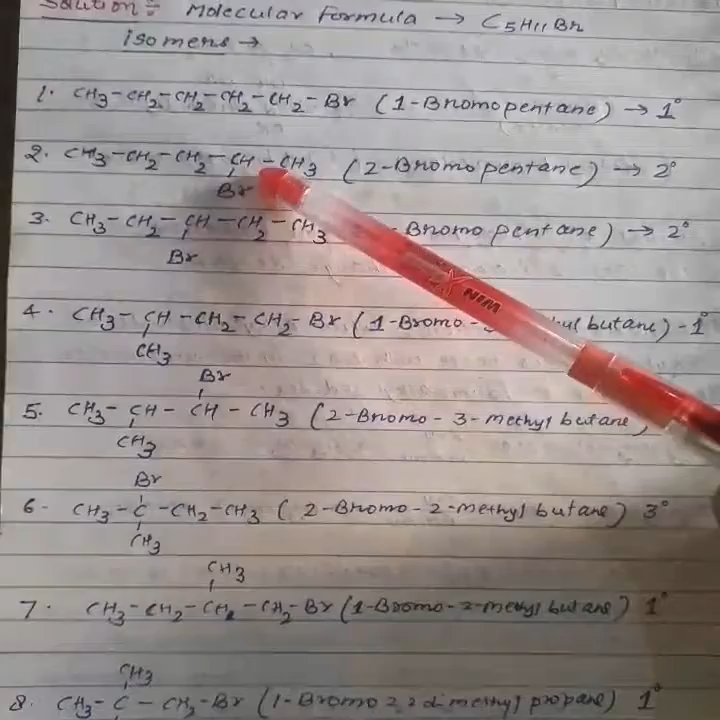 Solution:- Molecular Formula → C5H11Br
isomers →
1. CH3-CH2-CH2-CH2-CH2-Br (1-Bromopentane) → 1°
2. CH3-CH2-CH2-CH-CH3 (2-Bromopentane) → 2°
Br
3. CH3-CH2-CH-CH2-CH3 Bromo pentane) → 2°
Br
WIN
4. CH3-CH-CH2-CH2-Br (1-Bromo- butane) - 1°
CH3
Br
5. CH3-CH-CH-CH3 (2-Bromo-3-methyl butane)
CH3
Br
6- CH3-C-CH2-CH3 (2-Bromo-2-methyl butane) 3°
CH3
CH3
7. CH3-CH2-CH-CH2-Br (1-Bromo-2-methyl butane) 1°
CH3
8. CH3-C-CH2-Br (1-Bromo 2,2 dimethyl propane) 1°